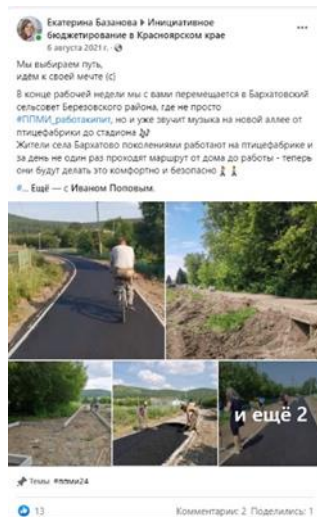 Екатерина Базанова ▸ Инициативное
бюджетирование в Красноярском крае
6 августа 2021 г. ·
Мы выбираем путь,
идём к своей мечте (с)
В конце рабочей недели мы с вами перемещается в Бархатовский
сельсовет Березовского района, где не просто
#ППМИ_работакипит, но и уже звучит музыка на новой аллее от
птицефабрики до стадиона
Жители села Бархатово поколениями работают на птицефабрике и
за день не один раз проходят маршрут от дома до работы - теперь
они будут делать это комфортно и безопасно
#... Ещё — с Иваном Поповым.
и ещё 2
Темы #ппми24
13
Комментарии: 2 Поделились: 1